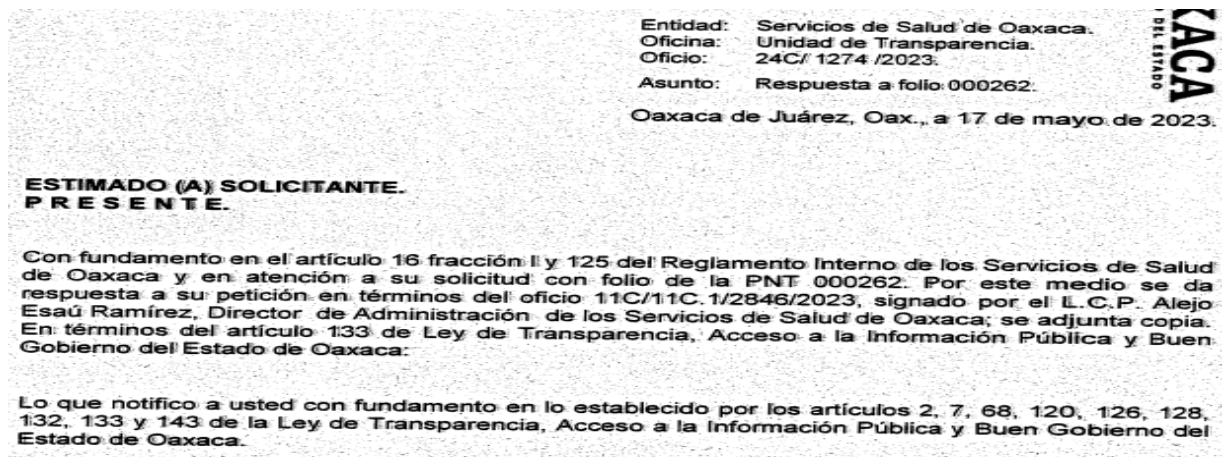 Entidad: Servicios de Salud de Oaxaca.
Oficina: Unidad de Transparencia.
Oficio: 24C/ 1274 /2023.
Asunto: Respuesta a folio 000262.
XACA
DEL ESTADO
Oaxaca de Juárez, Oax., a 17 de mayo de 2023.
ESTIMADO (A) SOLICITANTE.
P R E S E N T E.
Con fundamento en el artículo 16 fracción I y 125 del Reglamento Interno de los Servicios de Salud
de Oaxaca y en atención a su solicitud con folio de la PNT 000262. Por este medio se da
respuesta a su petición en términos del oficio 11C/11C.1/2846/2023, signado por el L.C.P. Alejo
Esaú Ramírez, Director de Administración de los Servicios de Salud de Oaxaca; se adjunta copia.
En términos del artículo 133 de Ley de Transparencia, Acceso a la Información Pública y Buen
Gobierno del Estado de Oaxaca:
Lo que notifico a usted con fundamento en lo establecido por los artículos 2, 7, 68, 120, 126, 128,
132, 133 y 143 de la Ley de Transparencia, Acceso a la Información Pública y Buen Gobierno del
Estado de Oaxaca.